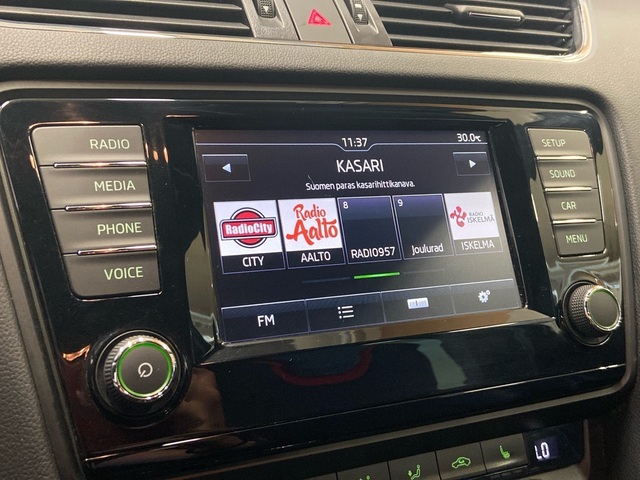 RADIO
MEDIA
PHONE
VOICE
11:37
30.0°C
KASARI
Suomen paras kasarihittikanava.
RadioCity
CITY
Radio
Aalto
AALTO
8
RADIO957
9
Joulurad
RADIO
ISKELMÄ
ISKELMA
FM
SETUP
SOUND
CAR
MENU
LO